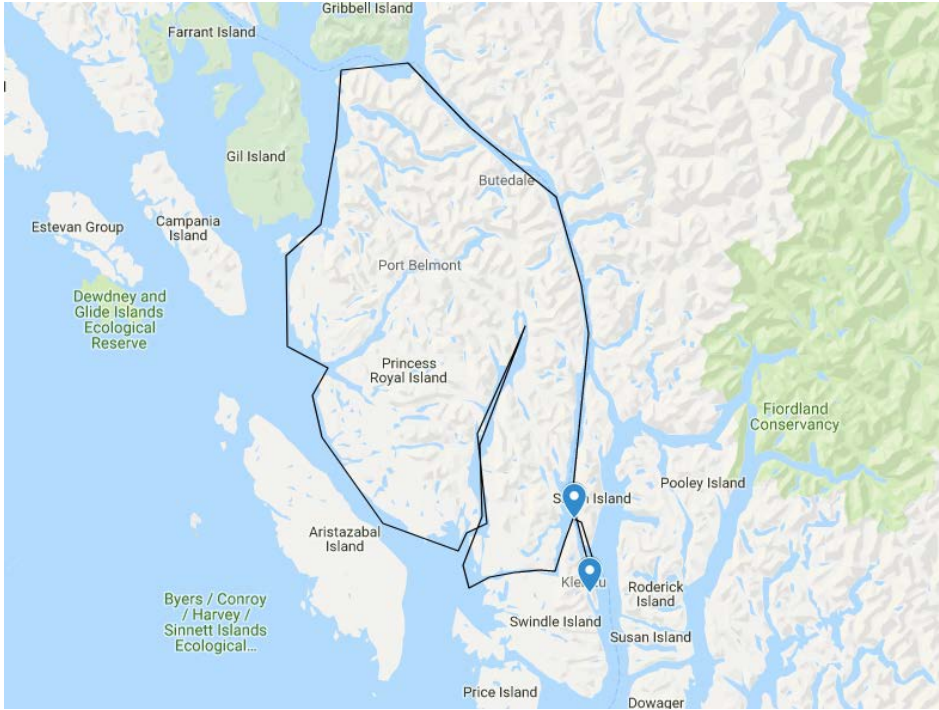 Gribbell Island
Farrant Island
Gil Island
Butedale
Estevan Group
Campania
Island
Port Belmont
Dewdney and
Glide Islands
Ecological
Reserve
Princess
Royal Island
Fiordland
Conservancy
Island
Pooley Island
Aristazabal
Island
Roderick
Island
Byers / Conroy
/ Harvey /
Sinnett Islands
Ecological...
Swindle Island
Susan Island
Price Island
Dowager